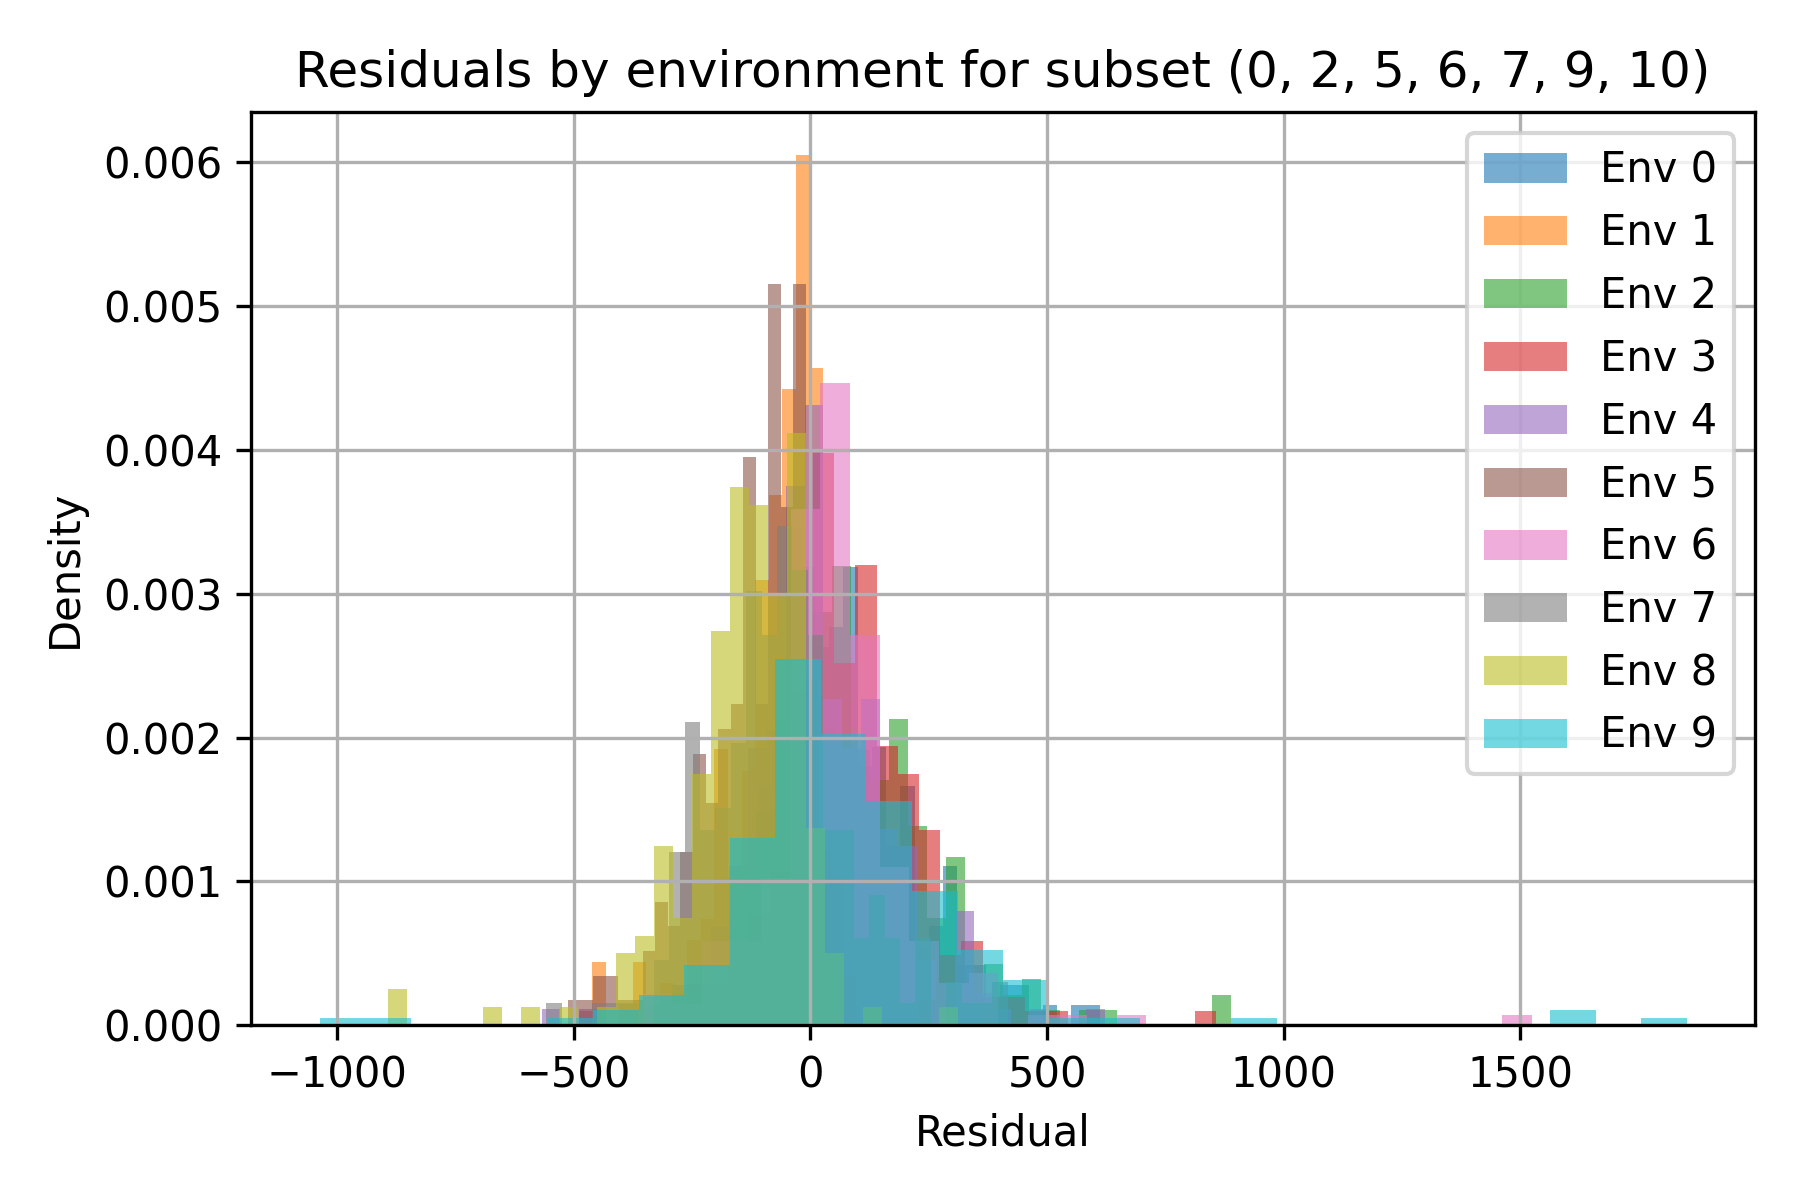 Residuals by environment for subset (0, 2, 5, 6, 7, 9, 10)
0.006
0.005
0.004
0.003
0.002
0.001
0.000
Density
−1000
−500
0
500
1000
1500
Residual
Env 0
Env 1
Env 2
Env 3
Env 4
Env 5
Env 6
Env 7
Env 8
Env 9